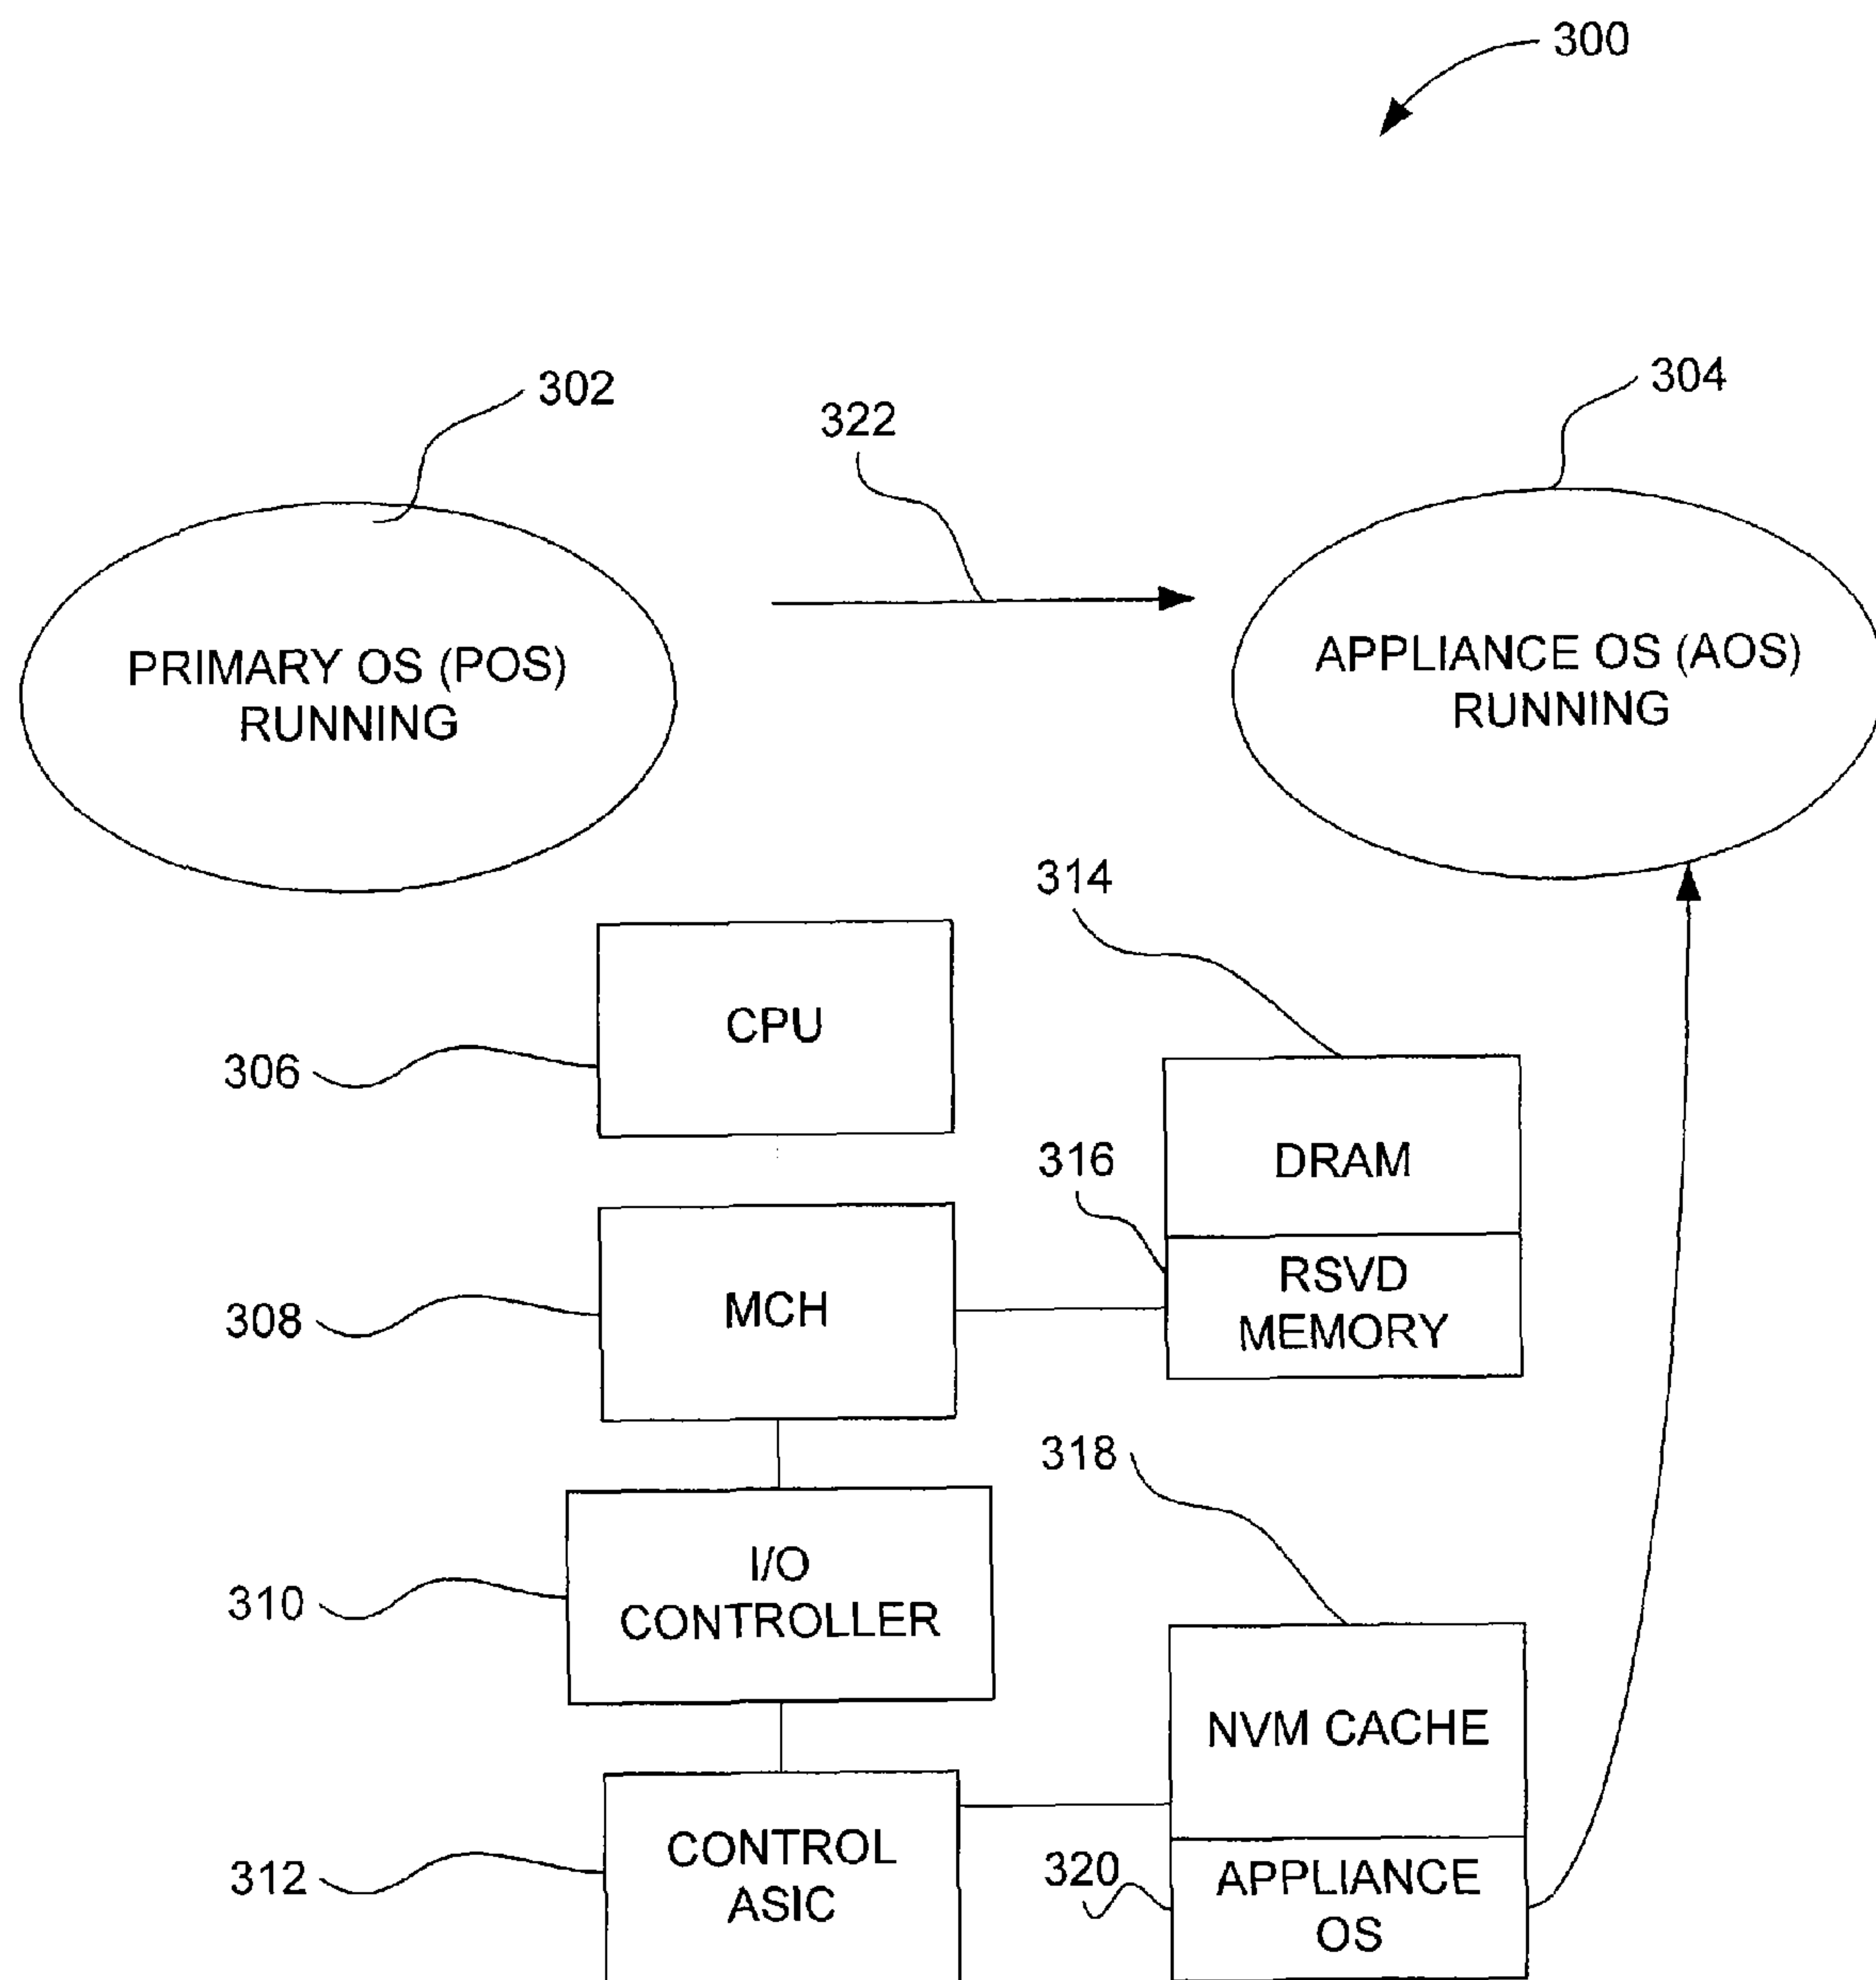 300
302
322
304
PRIMARY OS (POS)
RUNNING
APPLIANCE OS (AOS)
RUNNING
314
CPU
306
316
DRAM
RSVD
MEMORY
308
MCH
318
310
I/O
CONTROLLER
NVM CACHE
312
CONTROL
ASIC
320
APPLIANCE
OS